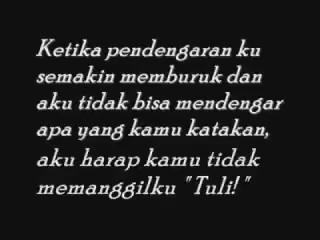 Ketika pendengaran ku
semakin memburuk dan
aku tidak bisa mendengar
apa yang kamu katakan,
aku harap kamu tidak
memanggilku "Tuli!"